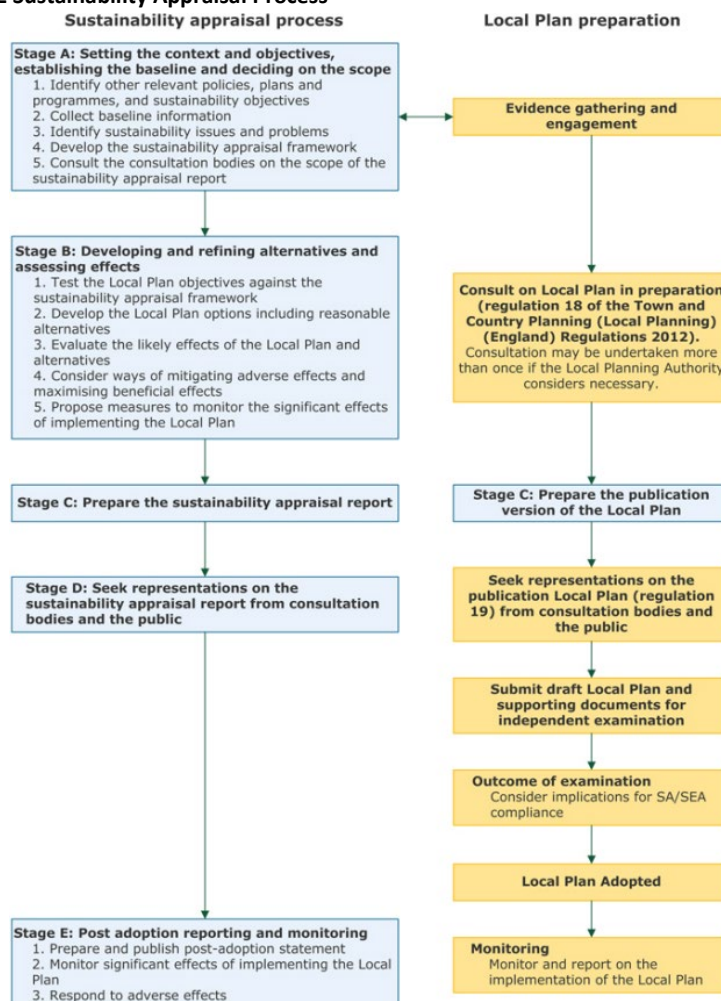 Sustainability Appraisal Process
Sustainability appraisal process
Stage A: Setting the context and objectives,
establishing the baseline and deciding on the scope
1. Identify other relevant policies, plans and
programmes, and sustainability objectives
2. Collect baseline information
3. Identify sustainability issues and problems
4. Develop the sustainability appraisal framework
5. Consult the consultation bodies on the scope of the
sustainability appraisal report
Stage B: Developing and refining alternatives and
assessing effects
1. Test the Local Plan objectives against the
sustainability appraisal framework
2. Develop the Local Plan options including reasonable
alternatives
3. Evaluate the likely effects of the Local Plan and
alternatives
4. Consider ways of mitigating adverse effects and
maximising beneficial effects
5. Propose measures to monitor the significant effects
of implementing the Local Plan
Stage C: Prepare the sustainability appraisal report
Stage D: Seek representations on the
sustainability appraisal report from consultation
bodies and the public
Stage E: Post adoption reporting and monitoring
1. Prepare and publish post-adoption statement
2. Monitor significant effects of implementing the Local
Plan
3. Respond to adverse effects
Local Plan preparation
Evidence gathering and
engagement
Consult on Local Plan in preparation
(regulation 18 of the Town and
Country Planning (Local Planning)
(England) Regulations 2012).
Consultation may be undertaken more
than once if the Local Planning Authority
considers necessary.
Stage C: Prepare the publication
version of the Local Plan
Seek representations on the
publication Local Plan (regulation
19) from consultation bodies and
the public
Submit draft Local Plan and
supporting documents for
independent examination
Outcome of examination
Consider implications for SA/SEA
compliance
Local Plan Adopted
Monitoring
Monitor and report on the
implementation of the Local Plan